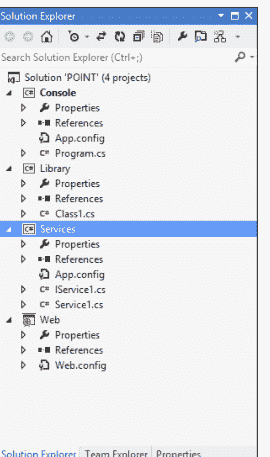 Solution Explorer
Search Solution Explorer (Ctrl+;)
Solution 'POINT' (4 projects)
C# Console
Properties
References
App.config
C# Program.cs
C# Library
Properties
References
C# Class1.cs
C# Services
Properties
References
App.config
C# IService1.cs
C# Service1.cs
Web
Properties
References
Web.config
Solution Explorer Team Explorer Properties